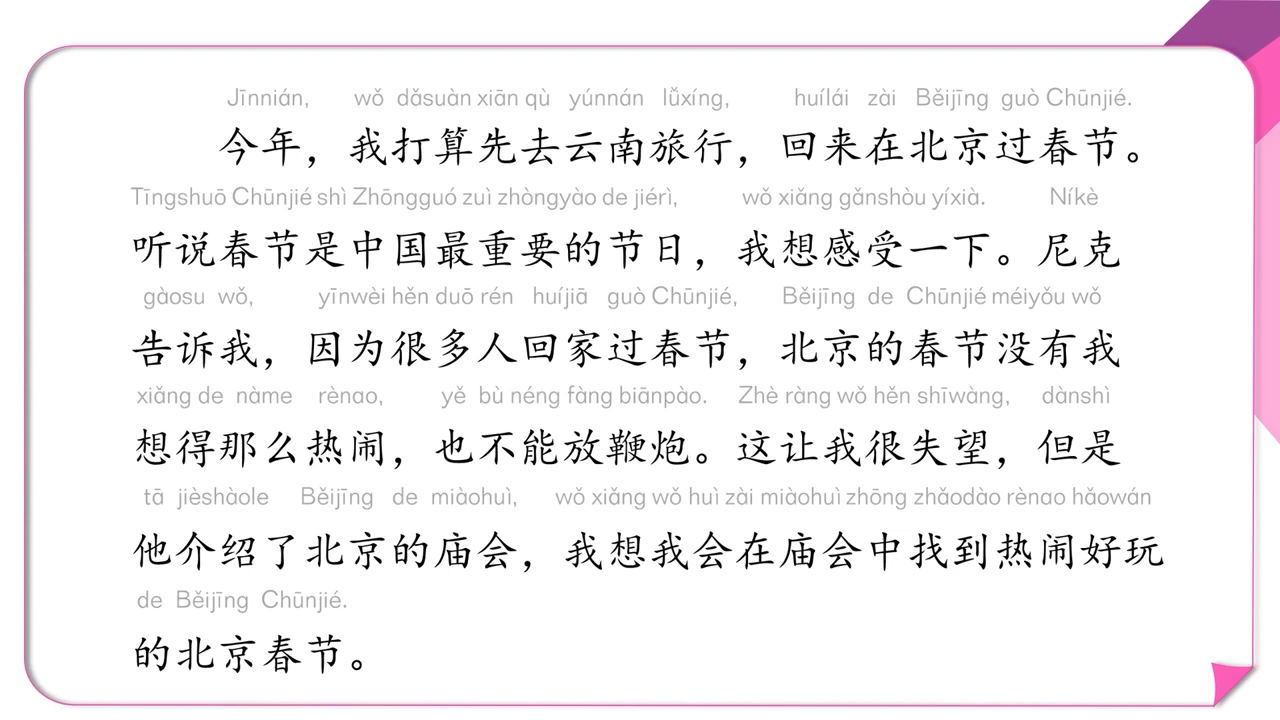 Jīnnián, wǒ dǎsuàn xiān qù yúnnán lǚxíng, huílái zài Běijīng guò Chūnjié.
今年，我打算先去云南旅行，回来在北京过春节。
Tīngshuō Chūnjié shì Zhōngguó zuì zhòngyào de jiérì, wǒ xiǎng gǎnshòu yíxià. Níkè
听说春节是中国最重要的节日，我想感受一下。尼克
gàosu wǒ, yīnwèi hěn duō rén huíjiā guò Chūnjié, Běijīng de Chūnjié méiyǒu wǒ
告诉我，因为很多人回家过春节，北京的春节没有我
xiǎng de nàme rènao, yě bù néng fàng biānpào. Zhè ràng wǒ hěn shīwàng, dànshì
想得那么热闹，也不能放鞭炮。这让我很失望，但是
tā jièshàole Běijīng de miàohuì, wǒ xiǎng wǒ huì zài miàohuì zhōng zhǎodào rènao hǎowán
他介绍了北京的庙会，我想我会在庙会中找到热闹好玩
de Běijīng Chūnjié.
的北京春节。